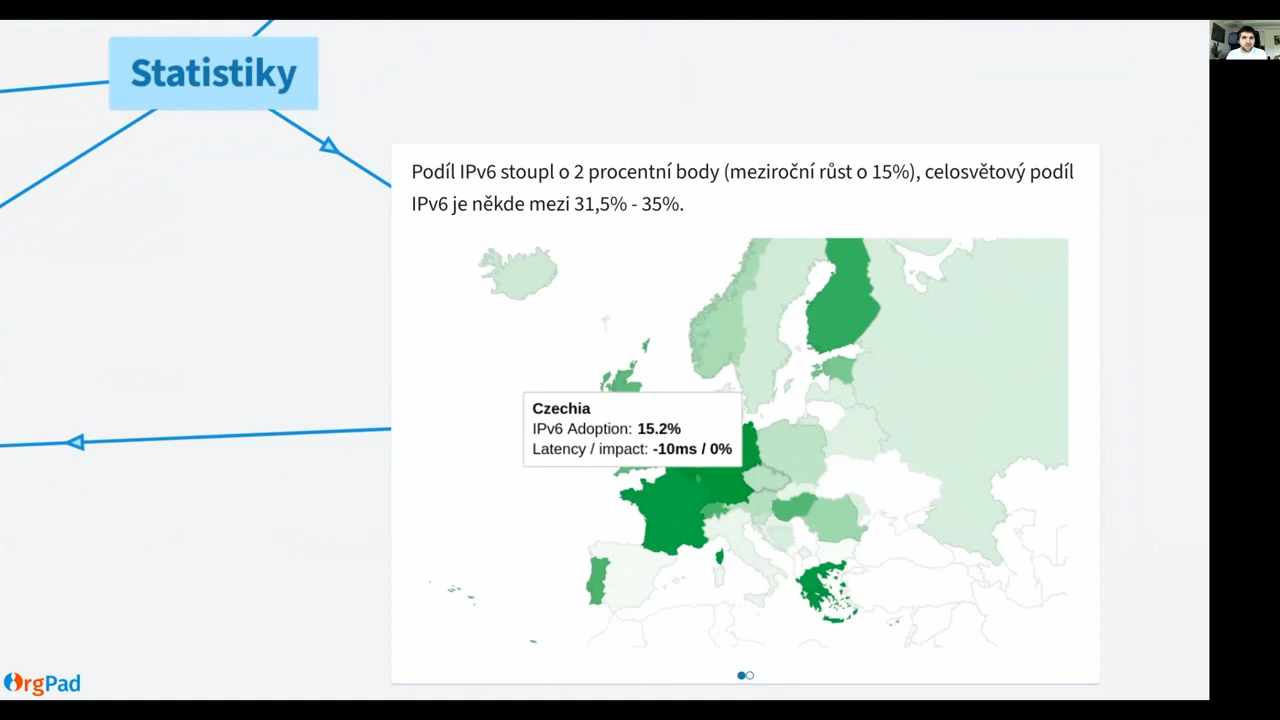 Statistiky
Podíl IPv6 stoupl o 2 procentní body (meziroční růst o 15%), celosvětový podíl
IPv6 je někde mezi 31,5% - 35%.
Czechia
IPv6 Adoption: 15.2%
Latency / impact: -10ms / 0%
OrgPad